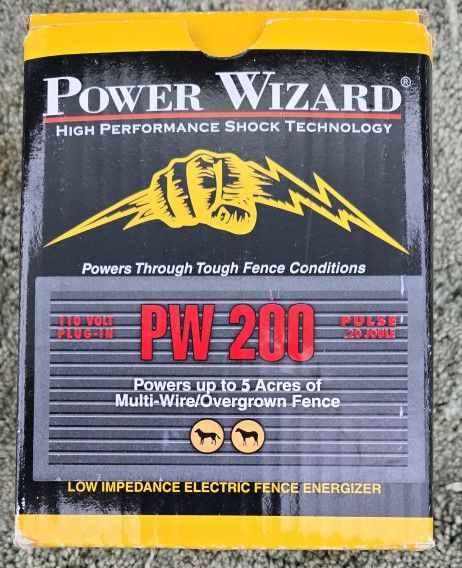 POWER WIZARD®
HIGH PERFORMANCE SHOCK TECHNOLOGY
Powers Through Tough Fence Conditions
110 VOLT
PLUG-IN
PW 200
PULSE
.20 JOULE
Powers up to 5 Acres of
Multi-Wire/Overgrown Fence
LOW IMPEDANCE ELECTRIC FENCE ENERGIZER